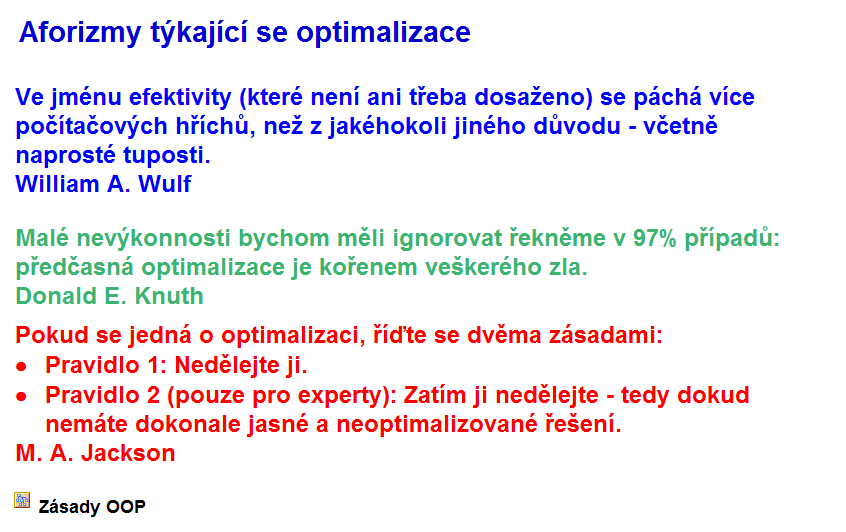 Aforizmy týkající se optimalizace
Ve jménu efektivity (které není ani třeba dosaženo) se páchá více
počítačových hříchů, než z jakéhokoli jiného důvodu - včetně
naprosté tuposti.
William A. Wulf
Malé nevýkonnosti bychom měli ignorovat řekněme v 97% případů:
předčasná optimalizace je kořenem veškerého zla.
Donald E. Knuth
Pokud se jedná o optimalizaci, říďte se dvěma zásadami:
• Pravidlo 1: Nedělejte ji.
• Pravidlo 2 (pouze pro experty): Zatím ji nedělejte - tedy dokud
nemáte dokonale jasné a neoptimalizované řešení.
M. A. Jackson
Zásady OOP